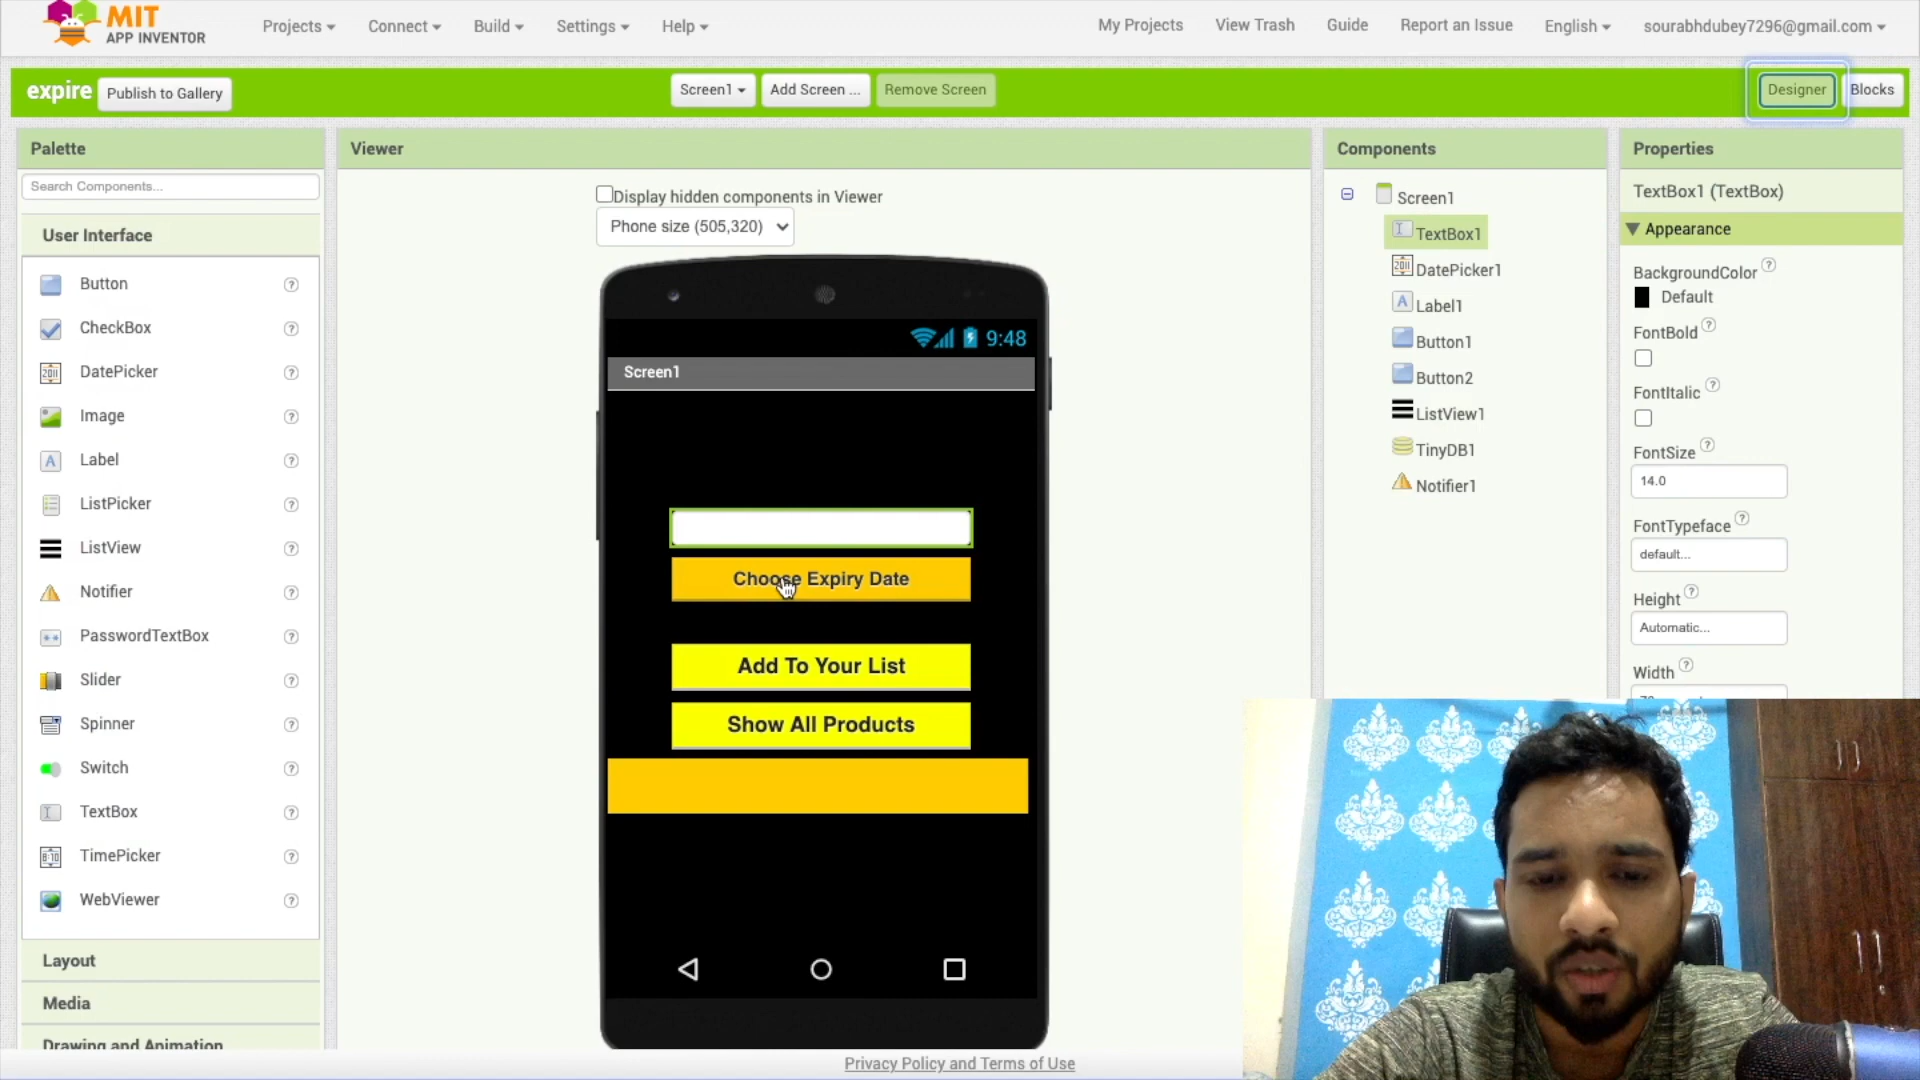 MIT
APP INVENTOR
Projects
Connect
Build
Settings
Help
My Projects
View Trash
Guide
Report an Issue
English
sourabhdubey7296@gmail.com
expire
Publish to Gallery
Screen1
Add Screen ...
Remove Screen
Designer
Blocks
Palette
Search Components...
User Interface
Button
CheckBox
DatePicker
Image
Label
ListPicker
ListView
Notifier
PasswordTextBox
Slider
Spinner
Switch
TextBox
TimePicker
WebViewer
Layout
Media
Drawing and Animation
Viewer
Display hidden components in Viewer
Phone size (505,320)
9:48
Screen1
Choose Expiry Date
Add To Your List
Show All Products
Privacy Policy and Terms of Use
Components
Screen1
TextBox1
DatePicker1
Label1
Button1
Button2
ListView1
TinyDB1
Notifier1
Properties
TextBox1 (TextBox)
Appearance
BackgroundColor
Default
FontBold
FontItalic
FontSize
14.0
FontTypeface
default...
Height
Automatic...
Width